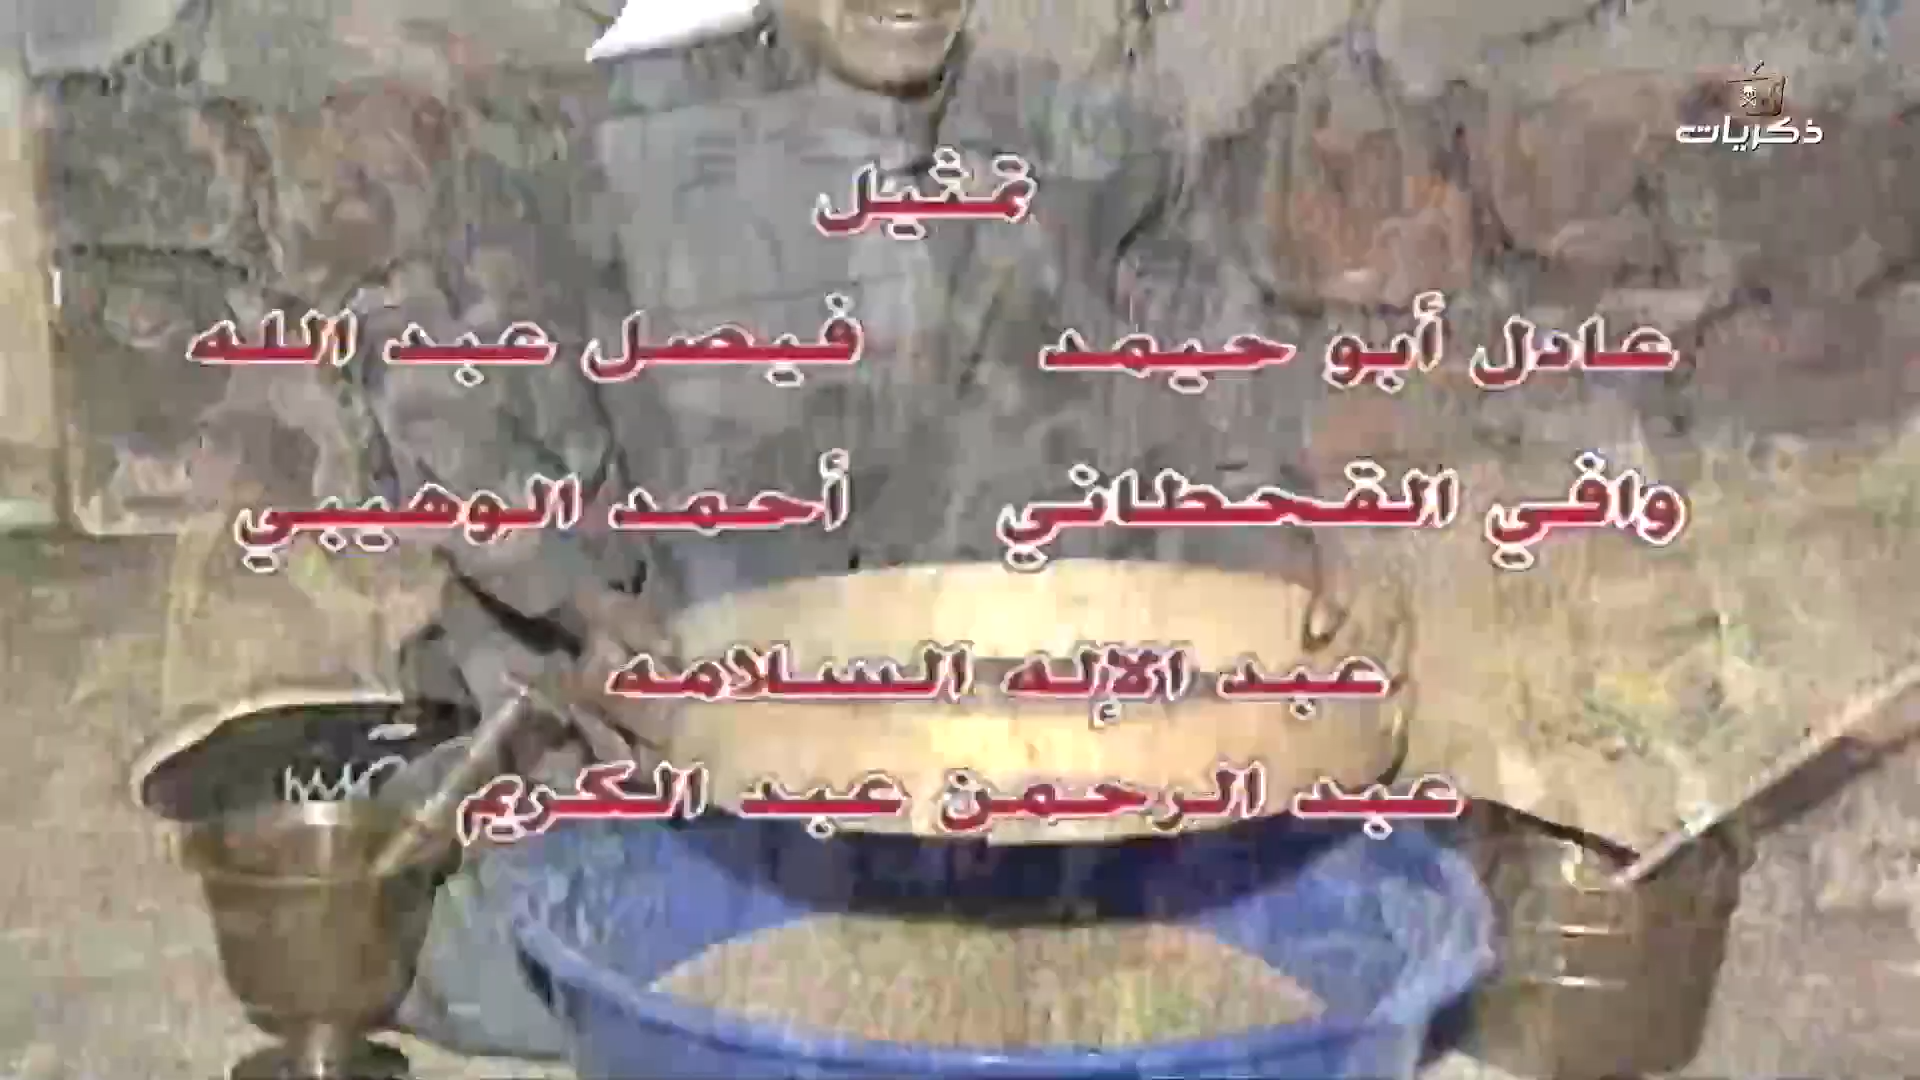 ذكريات
تمثيل
عادل أبو حيمد فيصل عبد الله
وافي القحطاني أحمد الوهيبي
عبد الإله السلامه
عبد الرحمن عبد الكريم